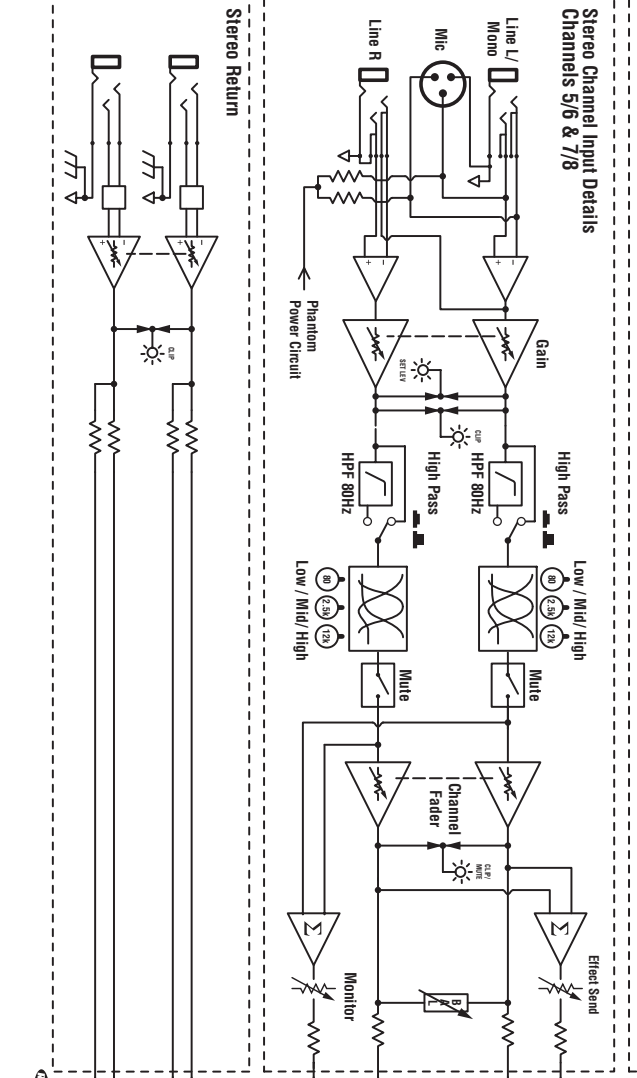 Stereo Channel Input Details
Channels 5/6 & 7/8
Line L/
Mono
Mic
Line R
Phantom
Power Circuit
Gain
+
–
+
–
SET LEV
CLIP
High Pass
HPF 80Hz
High Pass
HPF 80Hz
80
2.5k
12k
Low / Mid/ High
80
2.5k
12k
Low / Mid/ High
Mute
Mute
Channel
Fader
CLIP/
MUTE
Σ
Effect Send
Σ
Monitor
BAL
Stereo Return
+
–
+
–
CLIP